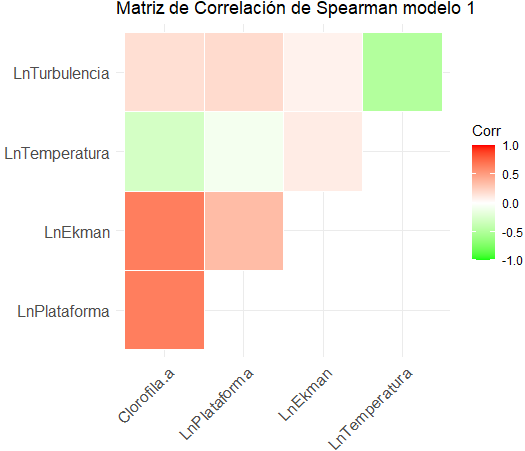 Matriz de Correlación de Spearman modelo 1
LnTurbulencia
LnTemperatura
LnEkman
LnPlataforma
Clorofila.a
LnPlataforma
LnEkman
LnTemperatura
Corr
1.0
0.5
0.0
-0.5
-1.0